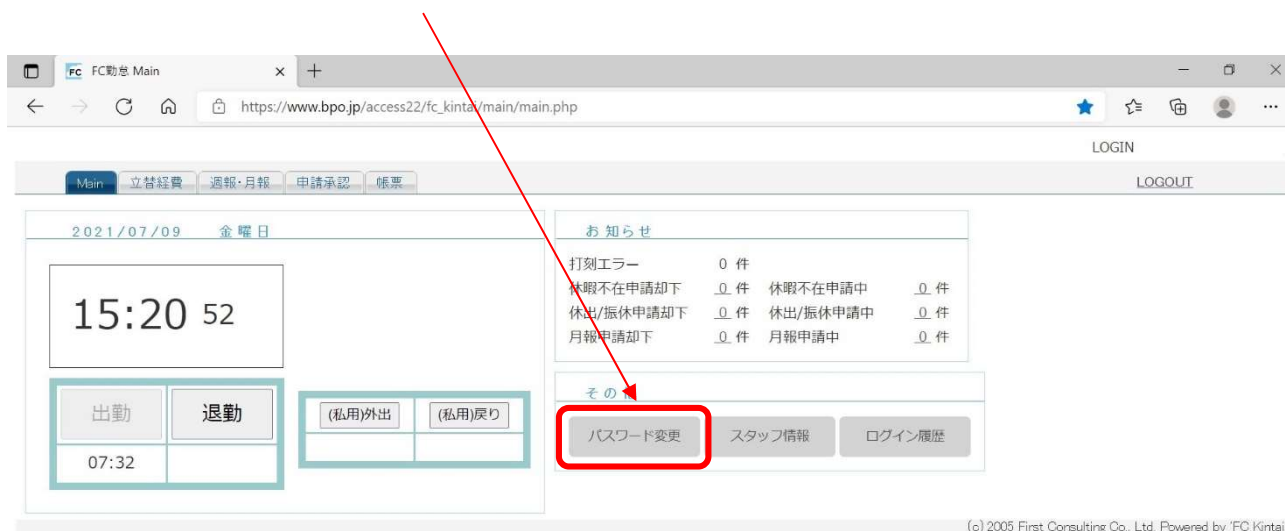 FC FC勤怠 Main
https://www.bpo.jp/access22/fc_kintai/main/main.php
LOGIN
Main 立替経費 週報・月報 申請承認 帳票 LOGOUT
2021/07/09 金曜日
15:20 52
出勤 退勤
07:32
(私用)外出 (私用)戻り
お知らせ
打刻エラー 0 件
休暇不在申請却下 0 件 休暇不在申請中 0 件
休出/振休申請却下 0 件 休出/振休申請中 0 件
月報申請却下 0 件 月報申請中 0 件
その他
パスワード変更 スタッフ情報 ログイン履歴
(c) 2005 First Consulting Co., Ltd. Powered by 'FC Kintai